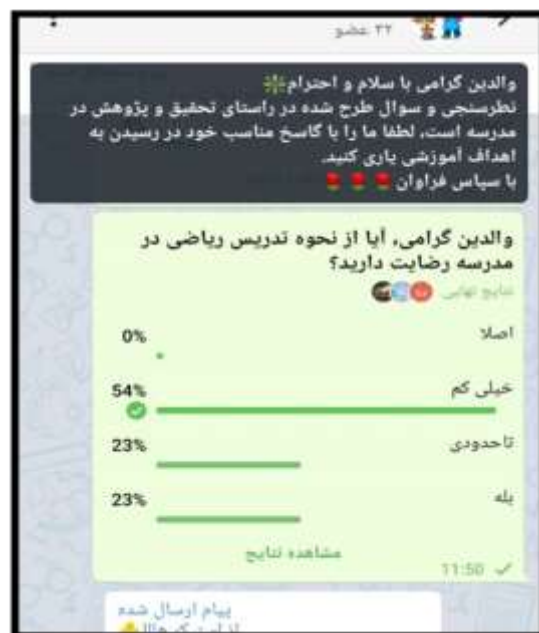 ۲۲ عضو
والدین گرامی با سلام و احترام
نظرسنجی و سوال طرح شده در راستای تحقیق و پژوهش در
مدرسه است، لطفا ما را با گاسخ مناسب خود در رسیدن به
اهداف آموزشی یاری کنید.
با سپاس فراوان
والدین گرامی، آیا از نحوه تدریس ریاضی در
مدرسه رضایت دارید؟
نتایج نهایی
اصلا 0%
خیلی کم 54%
تاحدودی 23%
بله 23%
مشاهده نتایج
11:50
پیام ارسال شده